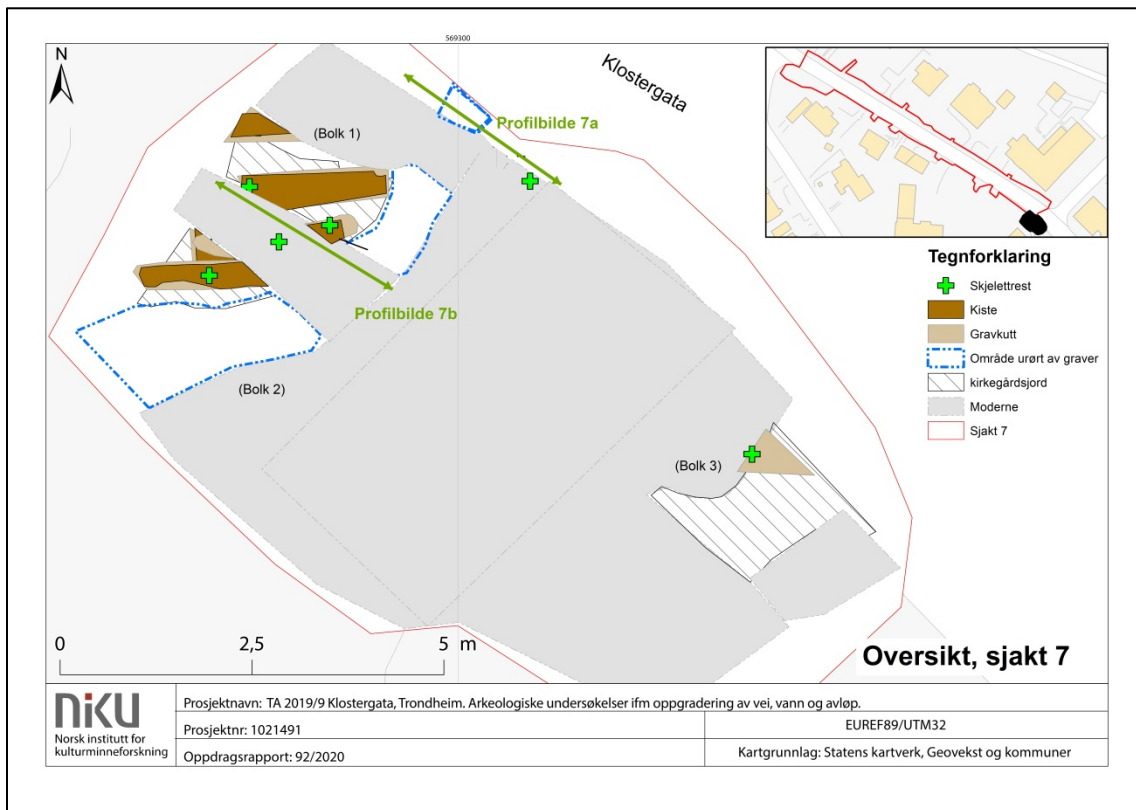 569300
N
Klostergata
Profilbilde 7a
(Bolk 1)
Profilbilde 7b
(Bolk 2)
(Bolk 3)
Tegnforklaring
Skjelettrest
Kiste
Gravkutt
Område urørt av graver
kirkegårdsjord
Moderne
Sjakt 7
0 2,5 5 m
Oversikt, sjakt 7
niKU
Norsk institutt for
kulturminneforskning
Prosjektnavn: TA 2019/9 Klostergata, Trondheim. Arkeologiske undersøkelser ifm oppgradering av vei, vann og avløp.
Prosjektnr: 1021491
EUREF89/UTM32
Oppdragsrapport: 92/2020
Kartgrunnlag: Statens kartverk, Geovekst og kommuner